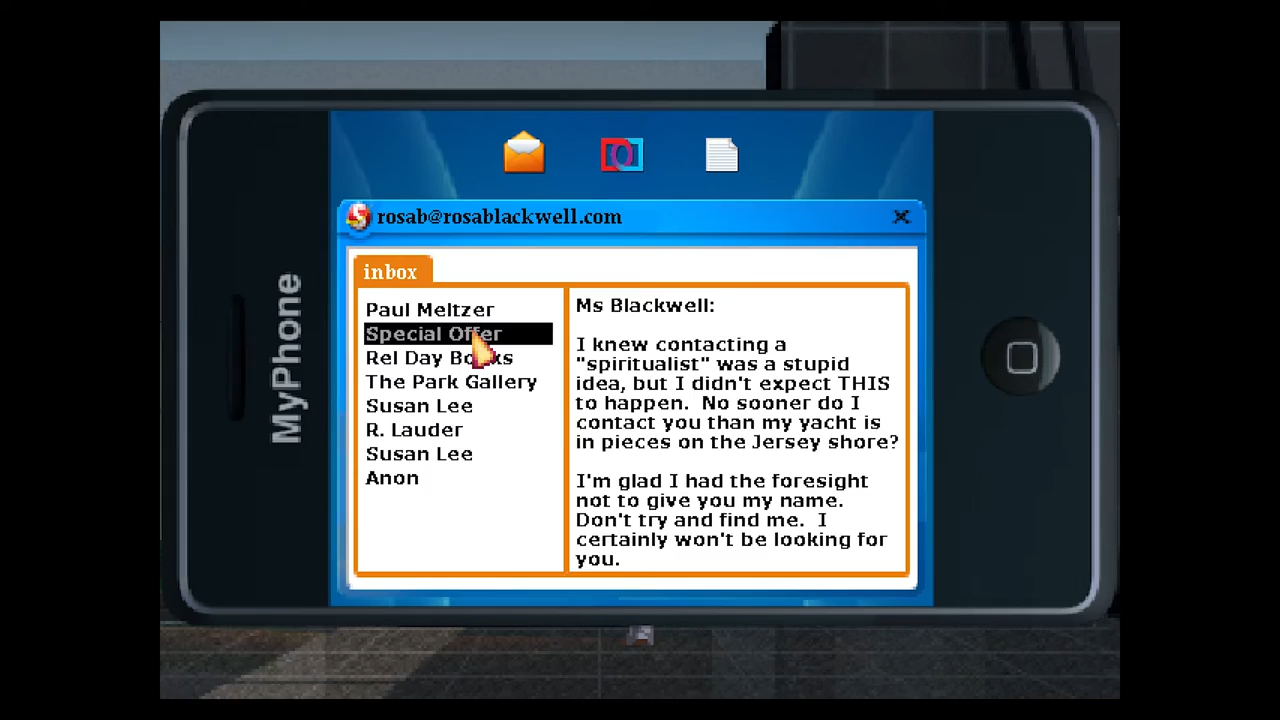 rosab@rosablackwell.com
inbox
Paul Meltzer
Special Offer
Rel Day Books
The Park Gallery
Susan Lee
R. Lauder
Susan Lee
Anon
Ms Blackwell:
I knew contacting a
"spiritualist" was a stupid
idea, but I didn't expect THIS
to happen. No sooner do I
contact you than my yacht is
in pieces on the Jersey shore?
I'm glad I had the foresight
not to give you my name.
Don't try and find me. I
certainly won't be looking for
you.
MyPhone